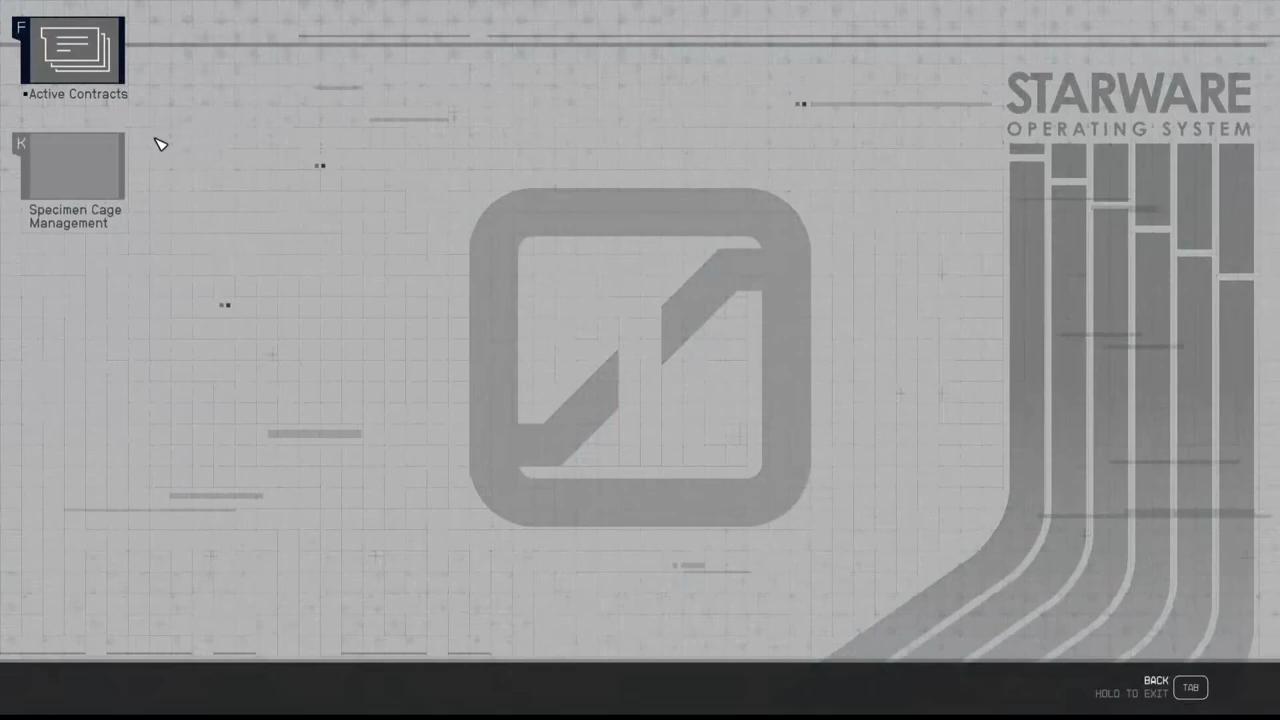 F
Active Contracts
K
Specimen Cage
Management
STARWARE
OPERATING SYSTEM
BACK
HOLD TO EXIT
TAB